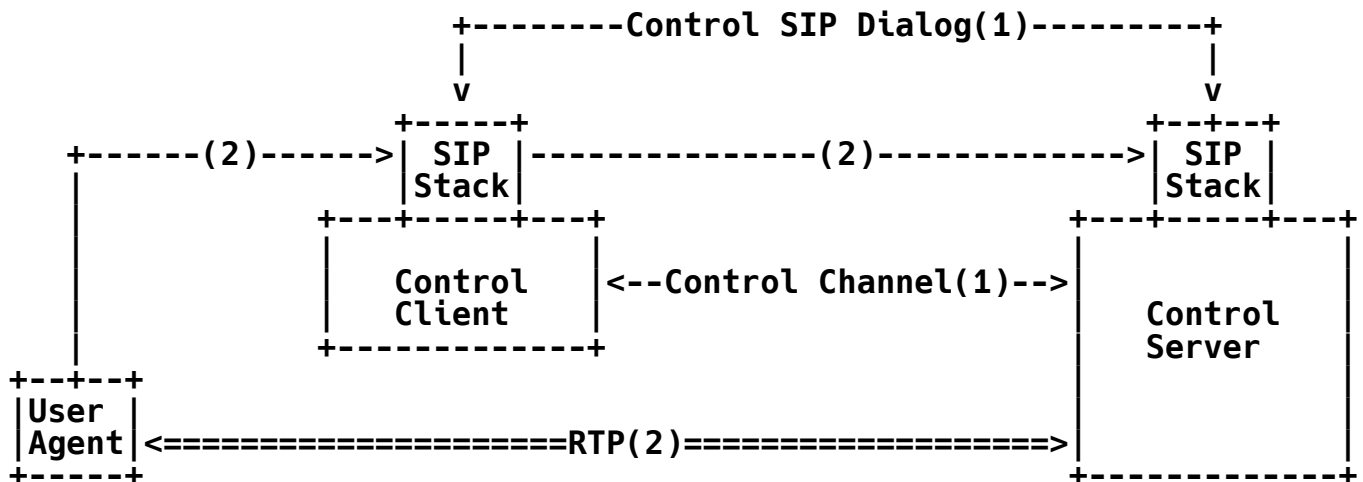 Control SIP Dialog(1)
(2) SIP (2) SIP
Stack Stack
Control <--Control Channel(1)-->
Client Control
Server
User
Agent <=====================RTP(2)===================>